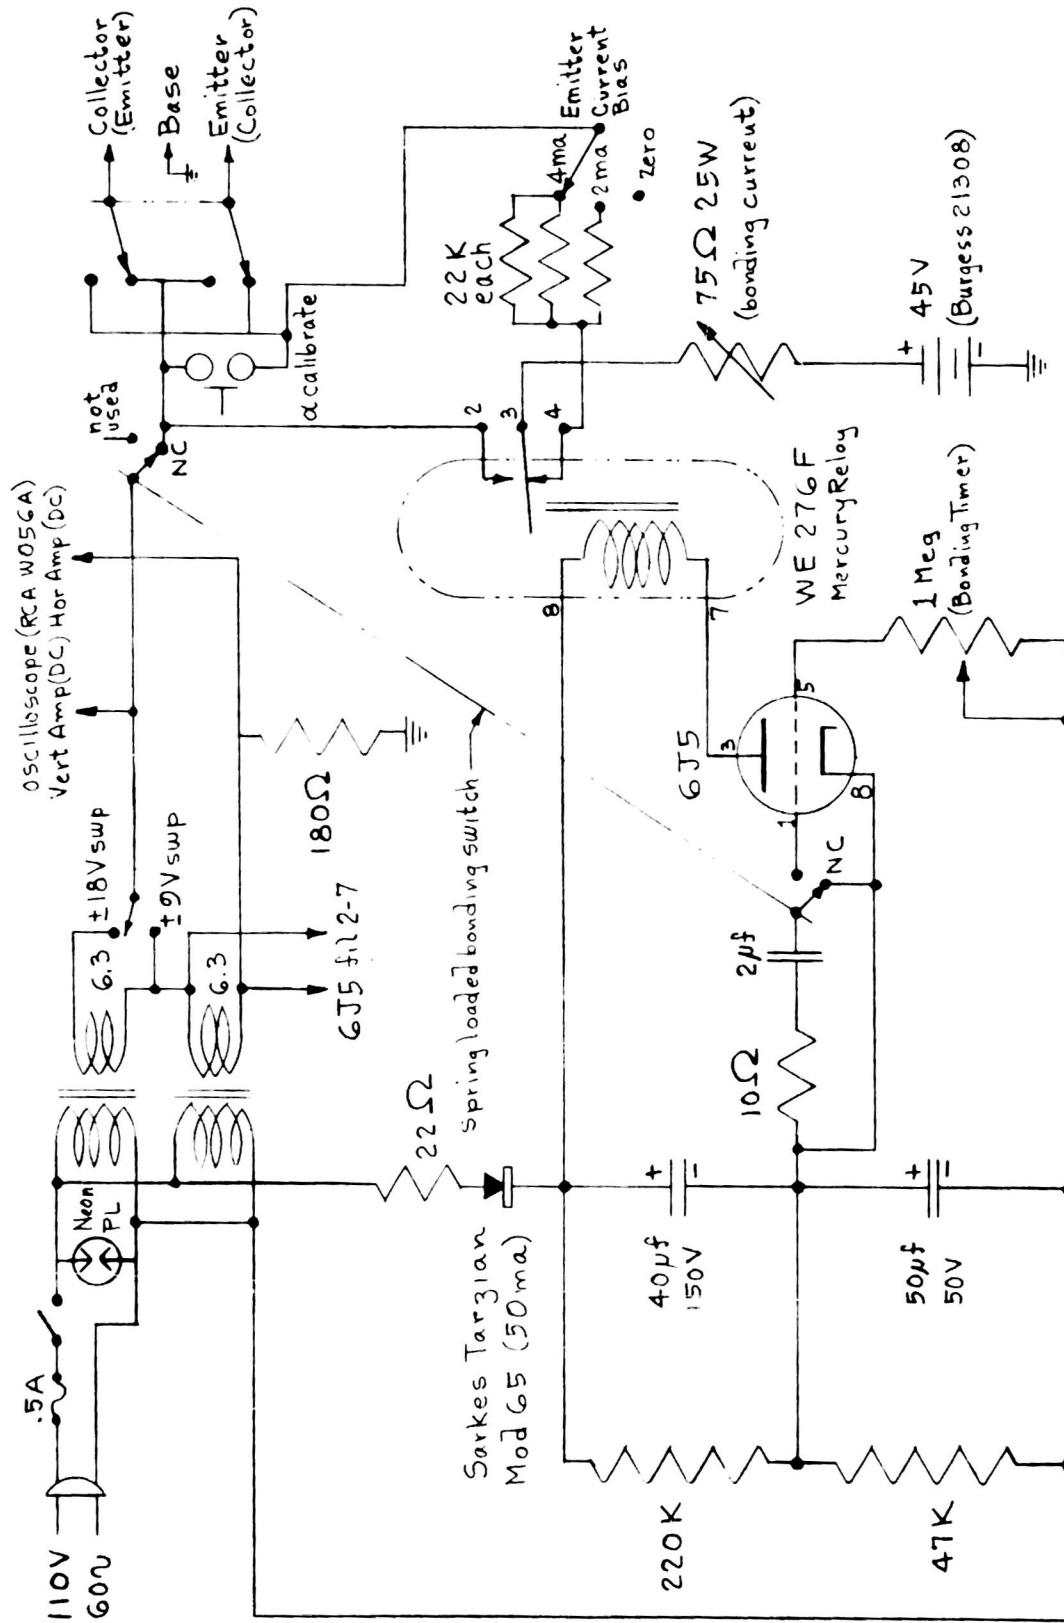 110V
60~
.5A
Neon
PL
6.3
6.3
±18V swp
±9V swp
6J5 fil 2-7
180Ω
Oscilloscope (RCA WO56A)
Vert Amp (DC) Hor Amp (DC)
not
used
NC
α calibrate
Collector
(Emitter)
Base
Emitter
(Collector)
22K
each
4ma
2ma
Zero
Emitter
Current
Bias
2
3
4
8
7
75Ω 25W
(bonding current)
+
45V
-
(Burgess 21308)
WE 276F
Mercury Relay
Spring loaded bonding switch
22Ω
Sarkes Tarzian
Mod 65 (50ma)
40µf
150V
+
-
50µf
50V
+
-
220K
47K
10Ω
2µf
NC
6J5
3
1
5
8
1 Meg
(Bonding Timer)